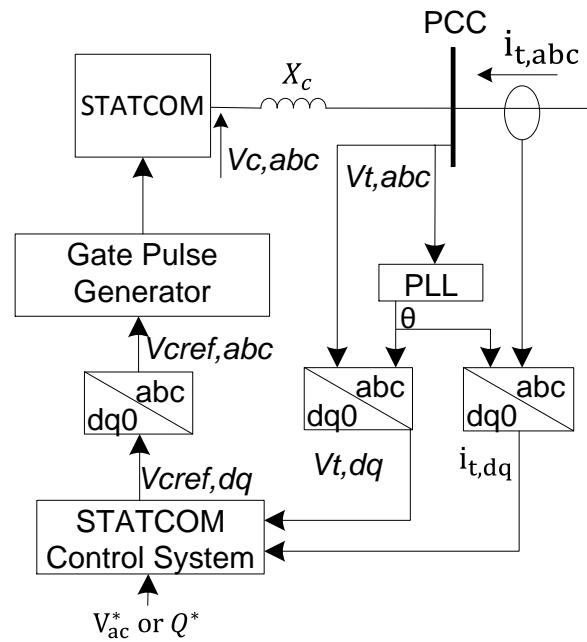 PCC
i_t,abc
X_c
STATCOM
Vc,abc
Vt,abc
Gate Pulse
Generator
PLL
θ
Vcref,abc
abc
dq0
abc
dq0
abc
dq0
Vcref,dq
Vt,dq
i_t,dq
STATCOM
Control System
V*_ac or Q*